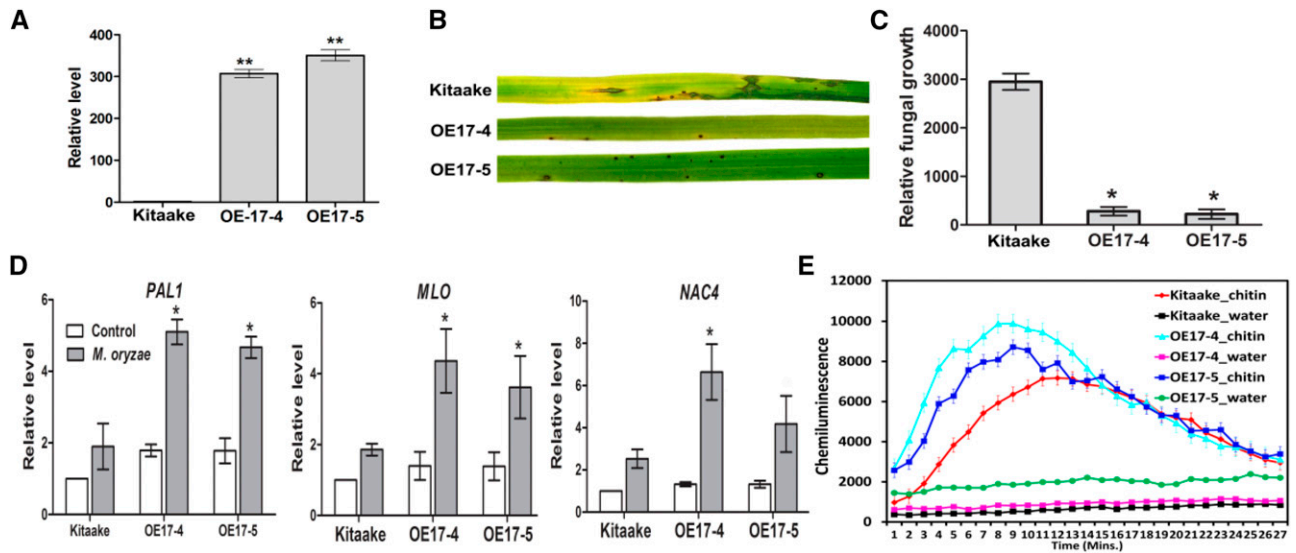 A
Relative level
400
300
200
100
0
**
**
Kitaake OE-17-4 OE17-5
B
Kitaake
OE17-4
OE17-5
C
Relative fungal growth
4000
3000
2000
1000
0
*
*
Kitaake OE17-4 OE17-5
D
PAL1
Relative level
6
4
2
0
Control
M. oryzae
*
*
Kitaake OE17-4 OE17-5
MLO
Relative level
6
4
2
0
*
*
Kitaake OE17-4 OE17-5
NAC4
Relative level
10
8
6
4
2
0
*
Kitaake OE17-4 OE17-5
E
Chemiluminescence
12000
10000
8000
6000
4000
2000
0
Kitaake_chitin
Kitaake_water
OE17-4_chitin
OE17-4_water
OE17-5_chitin
OE17-5_water
1 2 3 4 5 6 7 8 9 10 11 12 13 14 15 16 17 18 19 20 21 22 23 24 25 26 27
Time (Mins.)